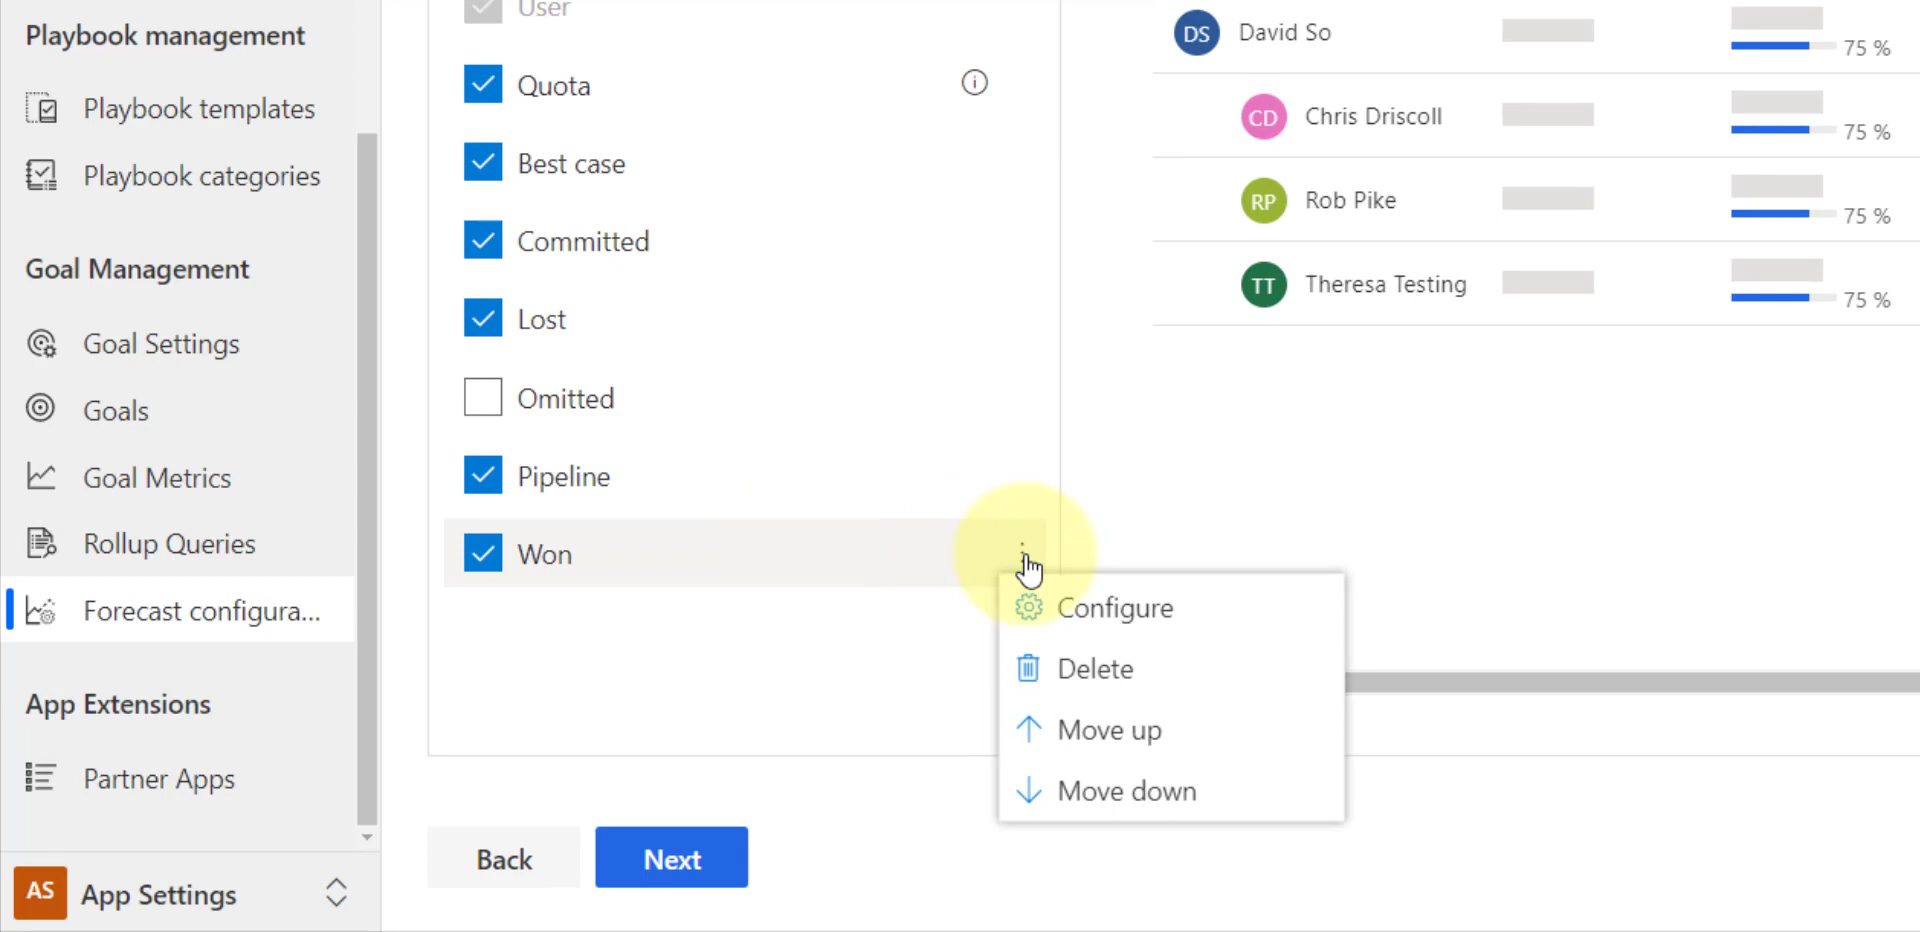 Playbook management
Playbook templates
Playbook categories
Goal Management
Goal Settings
Goals
Goal Metrics
Rollup Queries
Forecast configura...
App Extensions
Partner Apps
AS App Settings
User
Quota
Best case
Committed
Lost
Omitted
Pipeline
Won
Configure
Delete
Move up
Move down
Back Next
DS David So 75 %
CD Chris Driscoll 75 %
RP Rob Pike 75 %
TT Theresa Testing 75 %